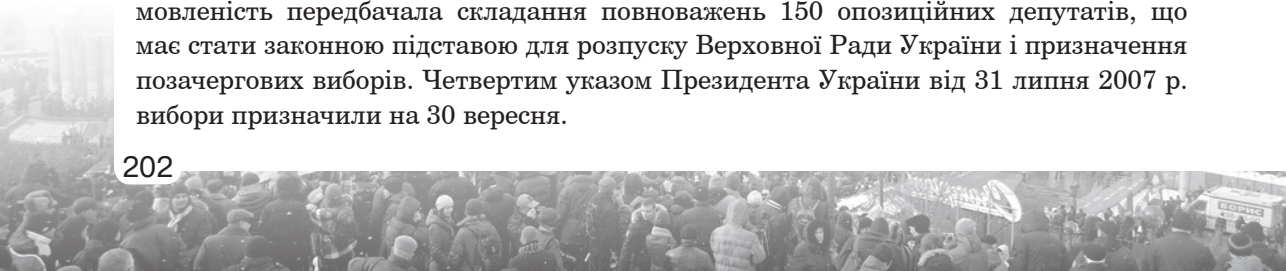 мовленість передбачала складання повноважень 150 опозиційних депутатів, що
має стати законною підставою для розпуску Верховної Ради України і призначення
позачергових виборів. Четвертим указом Президента України від 31 липня 2007 р.
вибори призначили на 30 вересня.
202
БОРИС